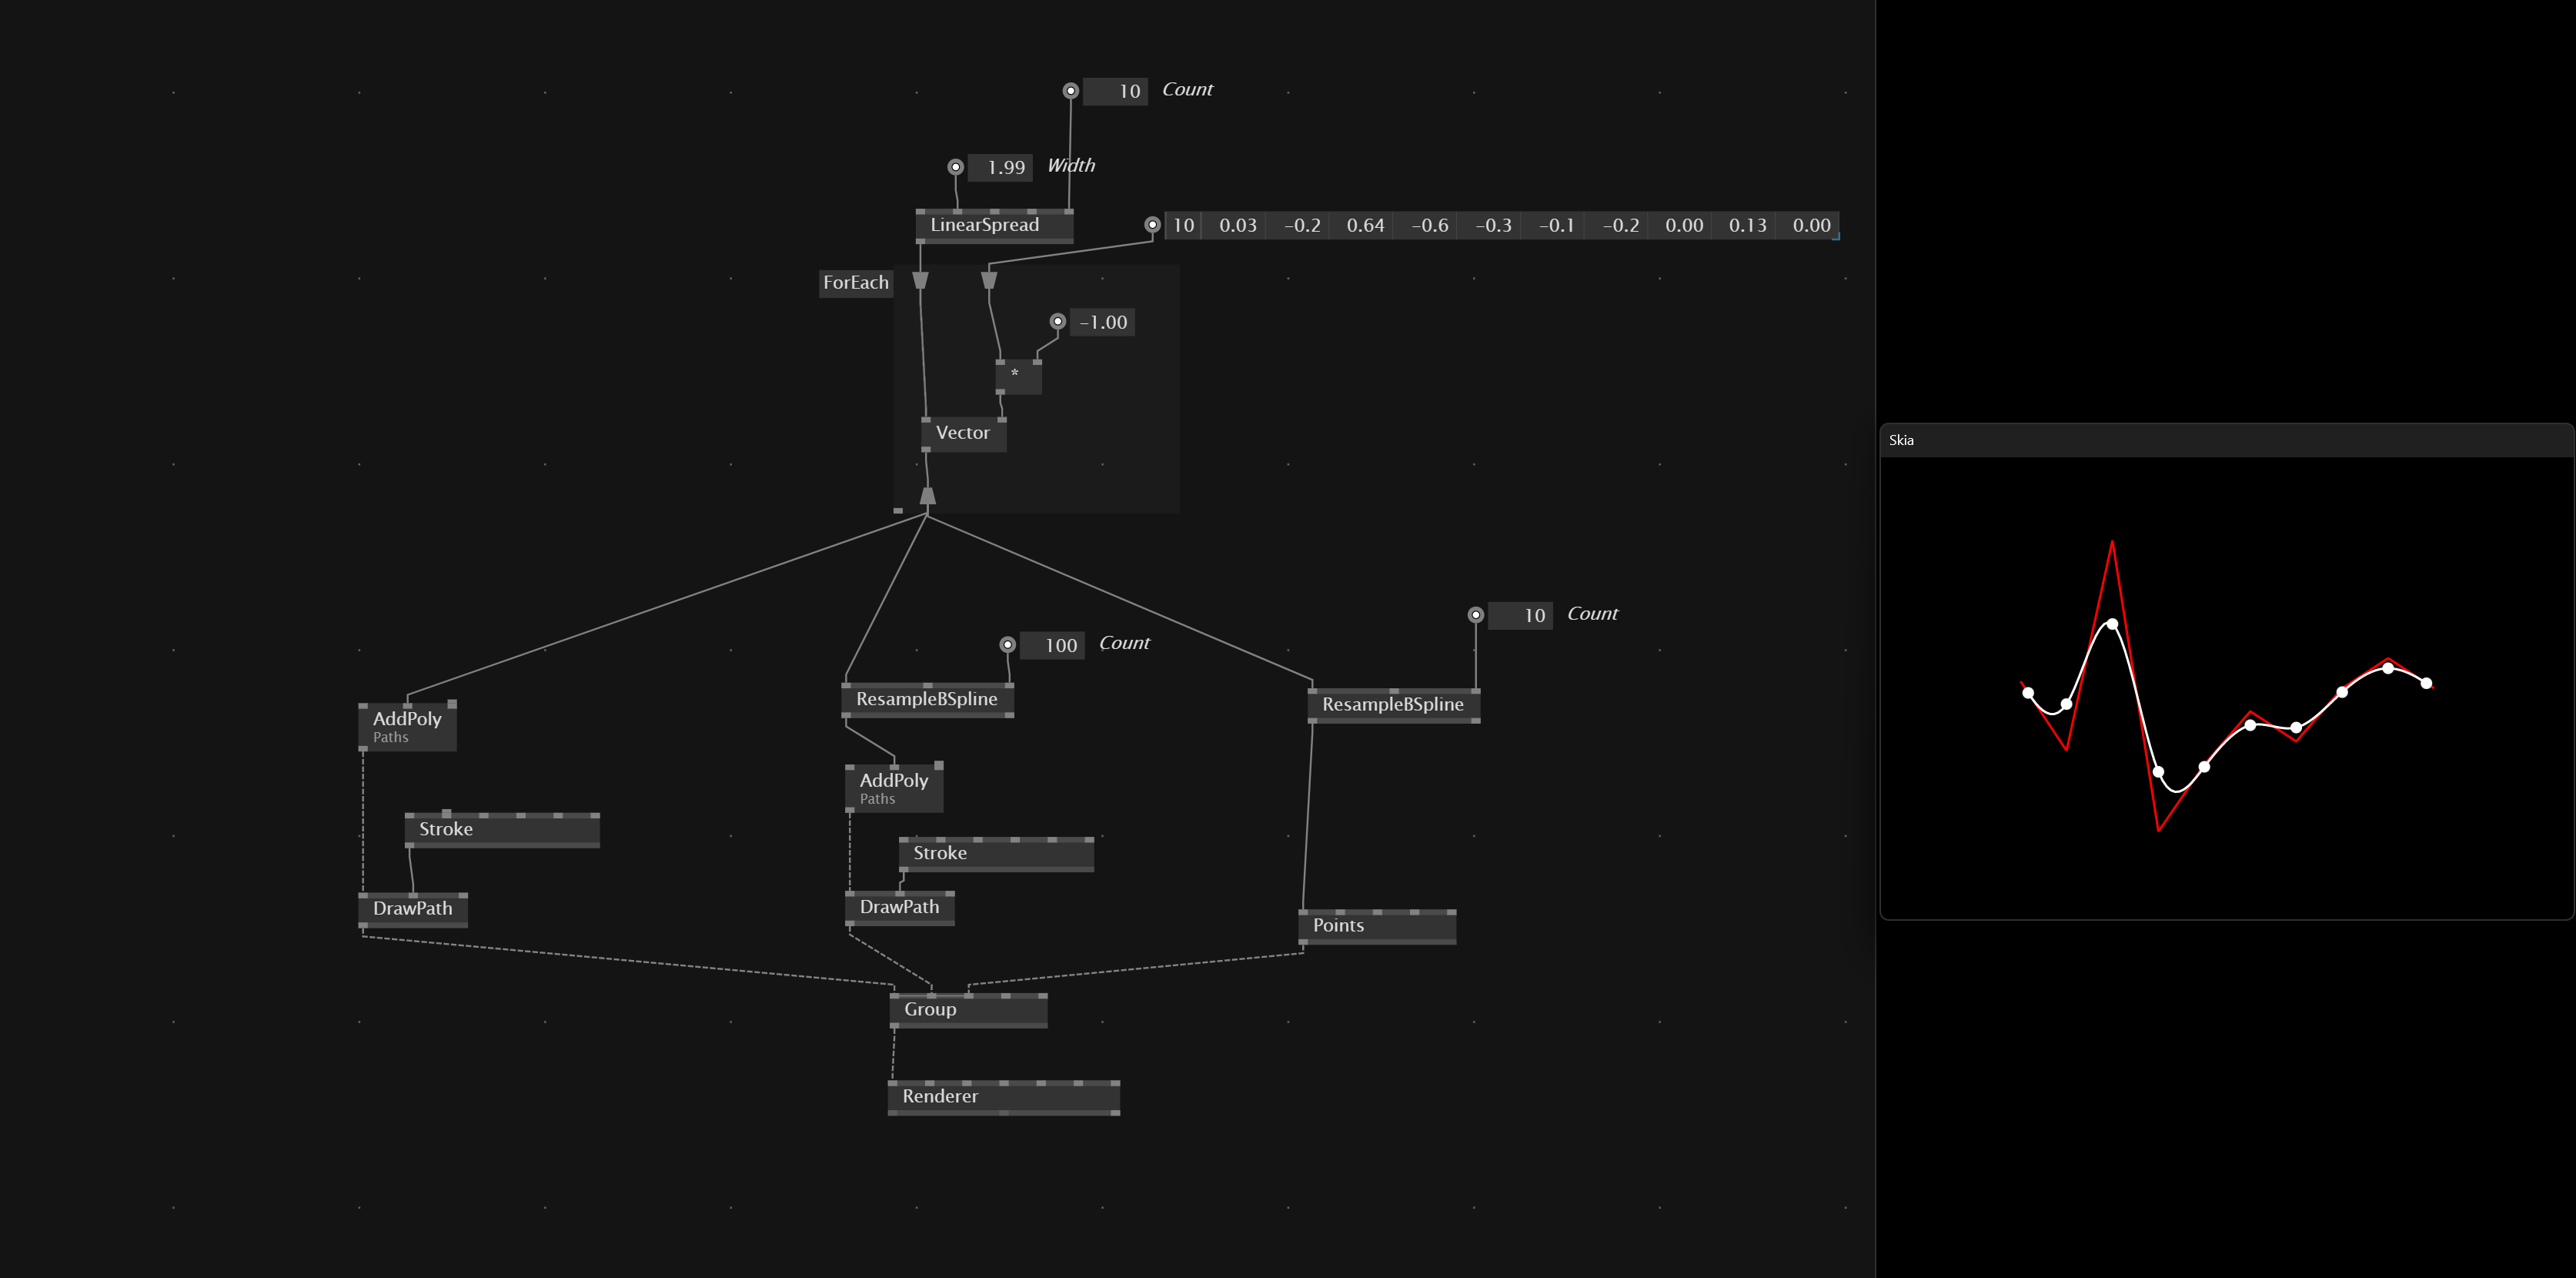 10 Count
1.99 Width
LinearSpread
10 0.03 -0.2 0.64 -0.6 -0.3 -0.1 -0.2 0.00 0.13 0.00
ForEach
-1.00
*
Vector
Skia
10 Count
100 Count
ResampleBSpline
ResampleBSpline
AddPoly
Paths
AddPoly
Paths
Stroke
Stroke
DrawPath
DrawPath
Points
Group
Renderer